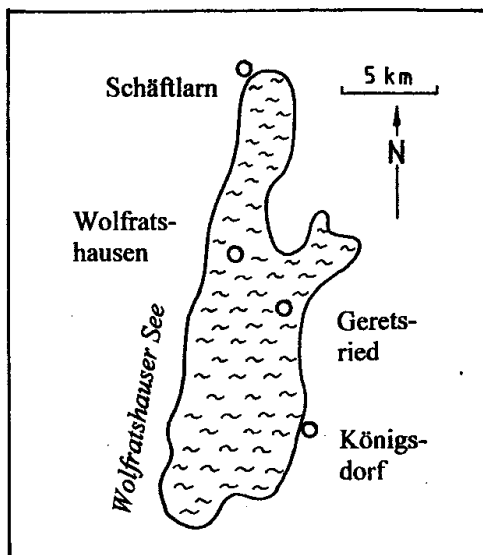 Schäftlarn
5 km
N
Wolfrats-
hausen
Wolfratshauser See
Gerets-
ried
Königs-
dorf